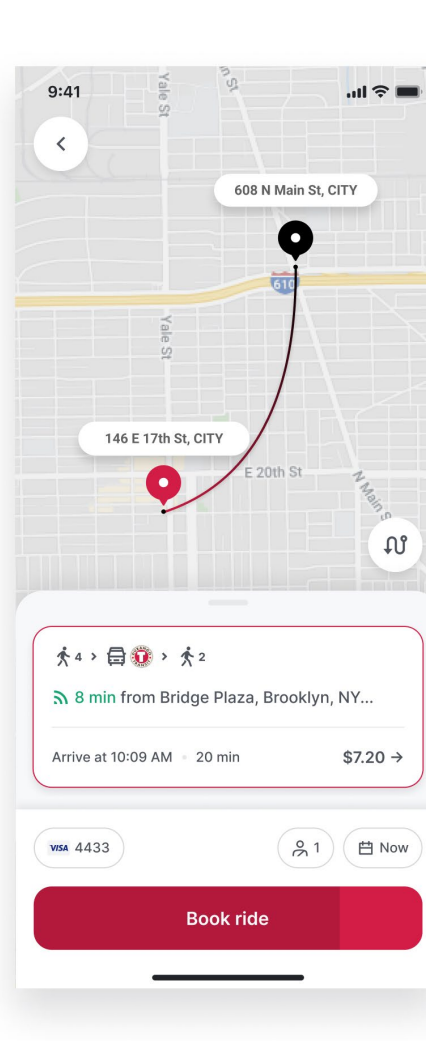 9:41
Yale St
n St
608 N Main St, CITY
610
Yale St
146 E 17th St, CITY
E 20th St
N Main S
4 > > 2
8 min from Bridge Plaza, Brooklyn, NY...
Arrive at 10:09 AM 20 min $7.20 →
VISA 4433
1
Now
Book ride